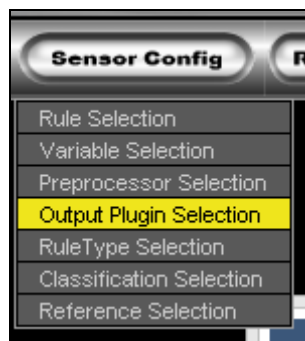 Sensor Config
Rule Selection
Variable Selection
Preprocessor Selection
Output Plugin Selection
RuleType Selection
Classification Selection
Reference Selection